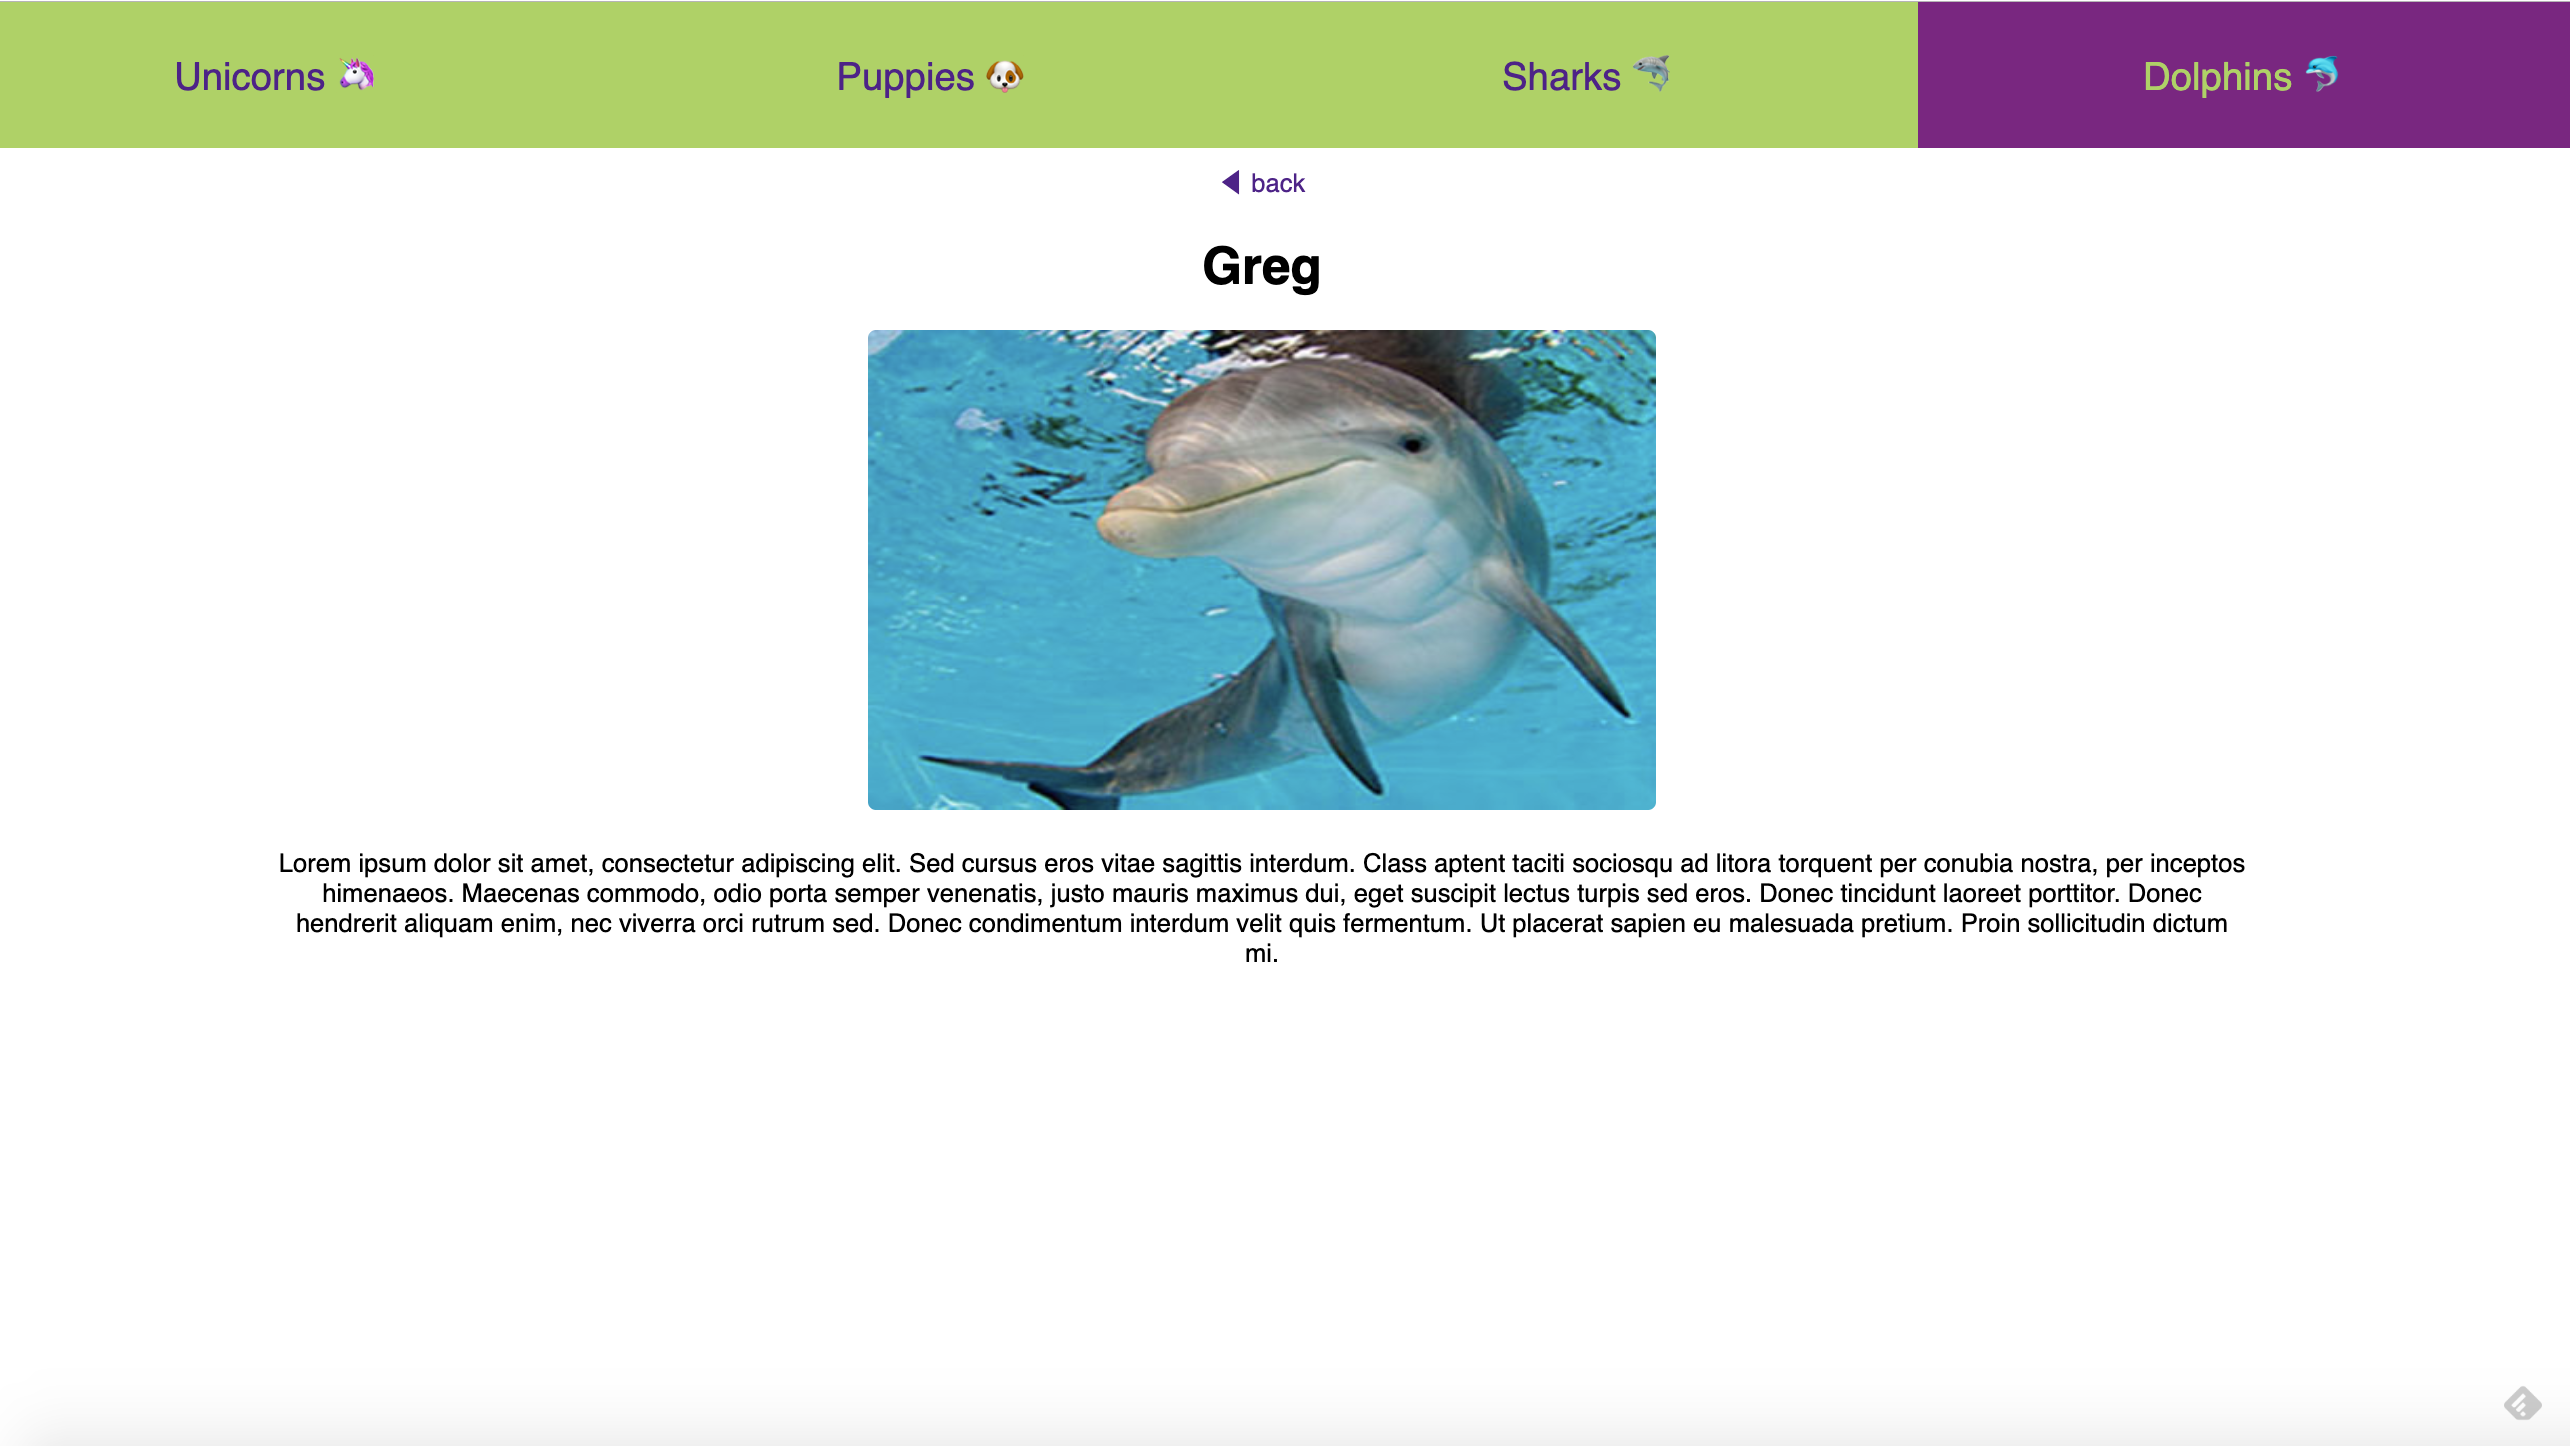 Unicorns 🦄 Puppies 🐶 Sharks 🦈 Dolphins 🐬
◀ back
Greg
Lorem ipsum dolor sit amet, consectetur adipiscing elit. Sed cursus eros vitae sagittis interdum. Class aptent taciti sociosqu ad litora torquent per conubia nostra, per inceptos
himenaeos. Maecenas commodo, odio porta semper venenatis, justo mauris maximus dui, eget suscipit lectus turpis sed eros. Donec tincidunt laoreet porttitor. Donec
hendrerit aliquam enim, nec viverra orci rutrum sed. Donec condimentum interdum velit quis fermentum. Ut placerat sapien eu malesuada pretium. Proin sollicitudin dictum
mi.